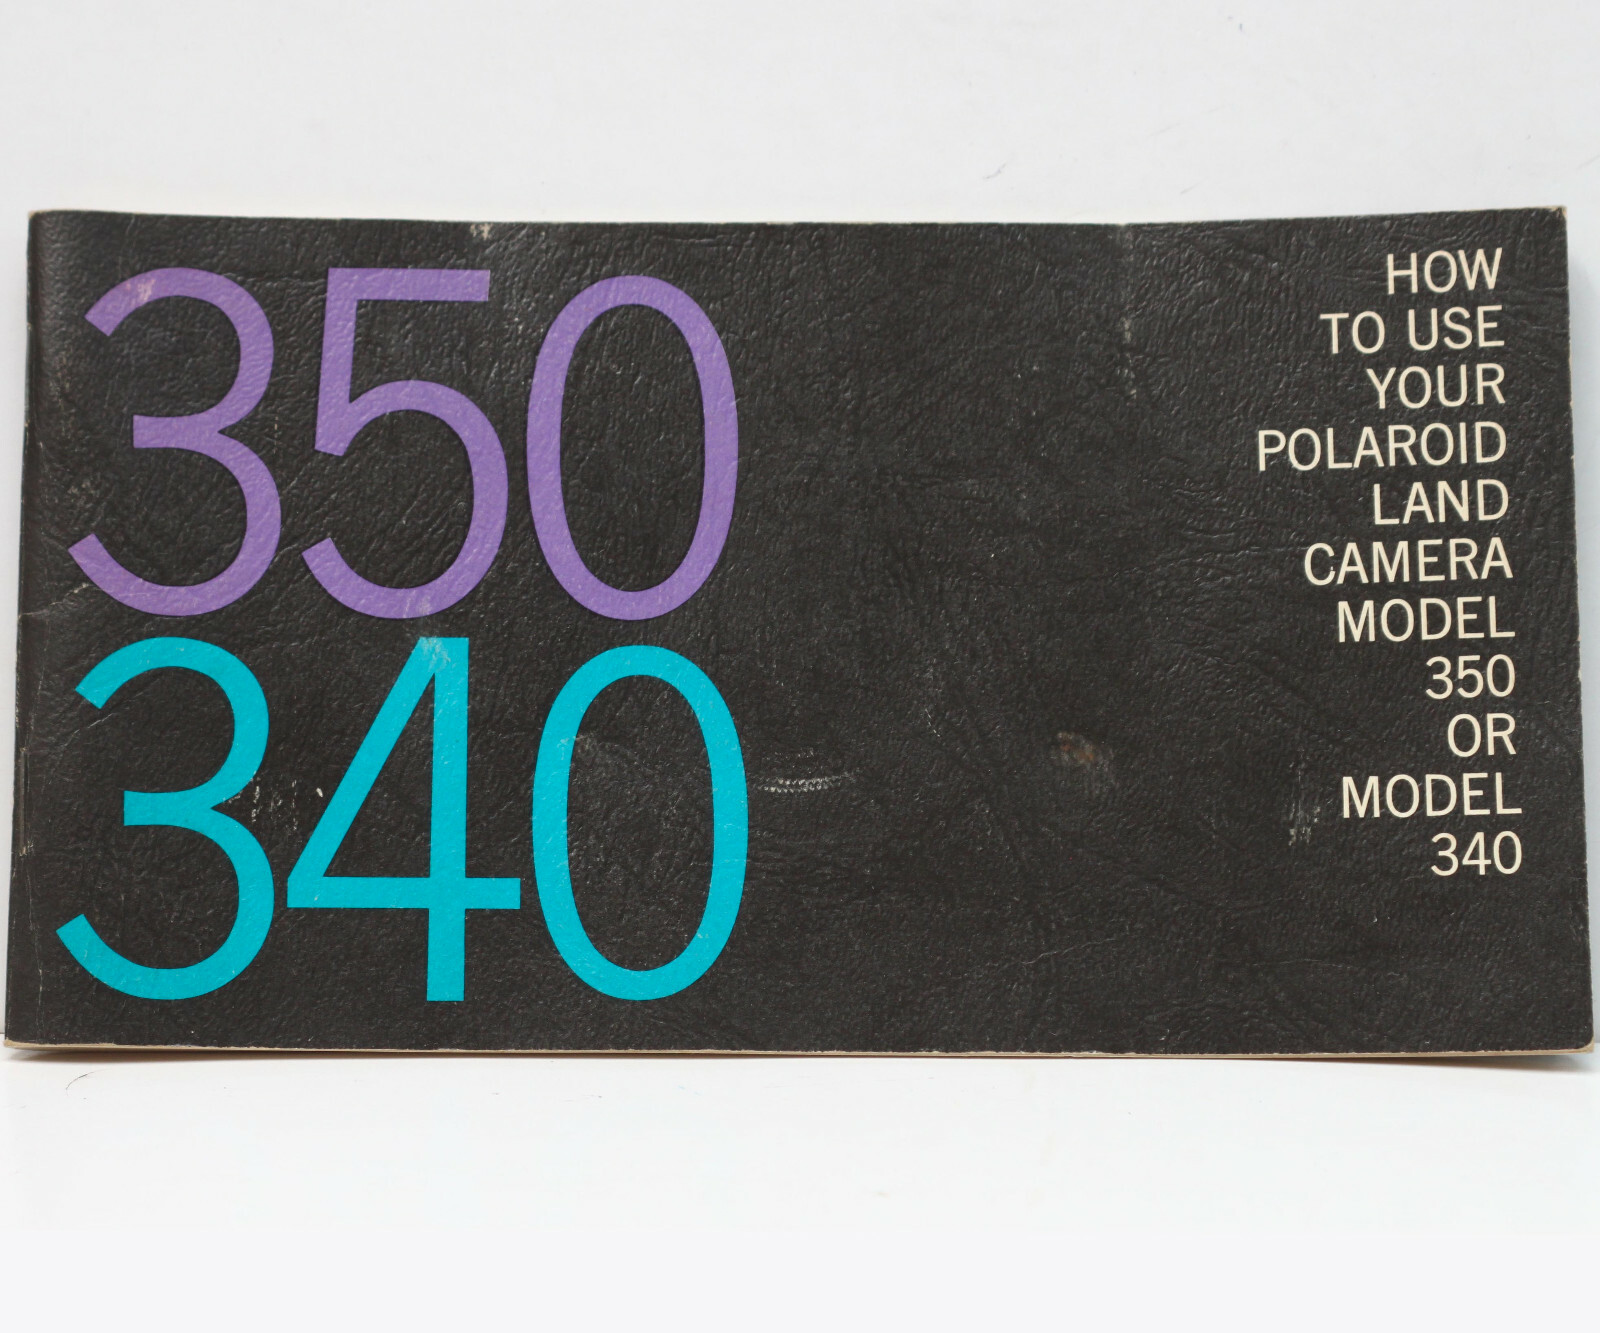 350
340
HOW
TO USE
YOUR
POLAROID
LAND
CAMERA
MODEL
350
OR
MODEL
340